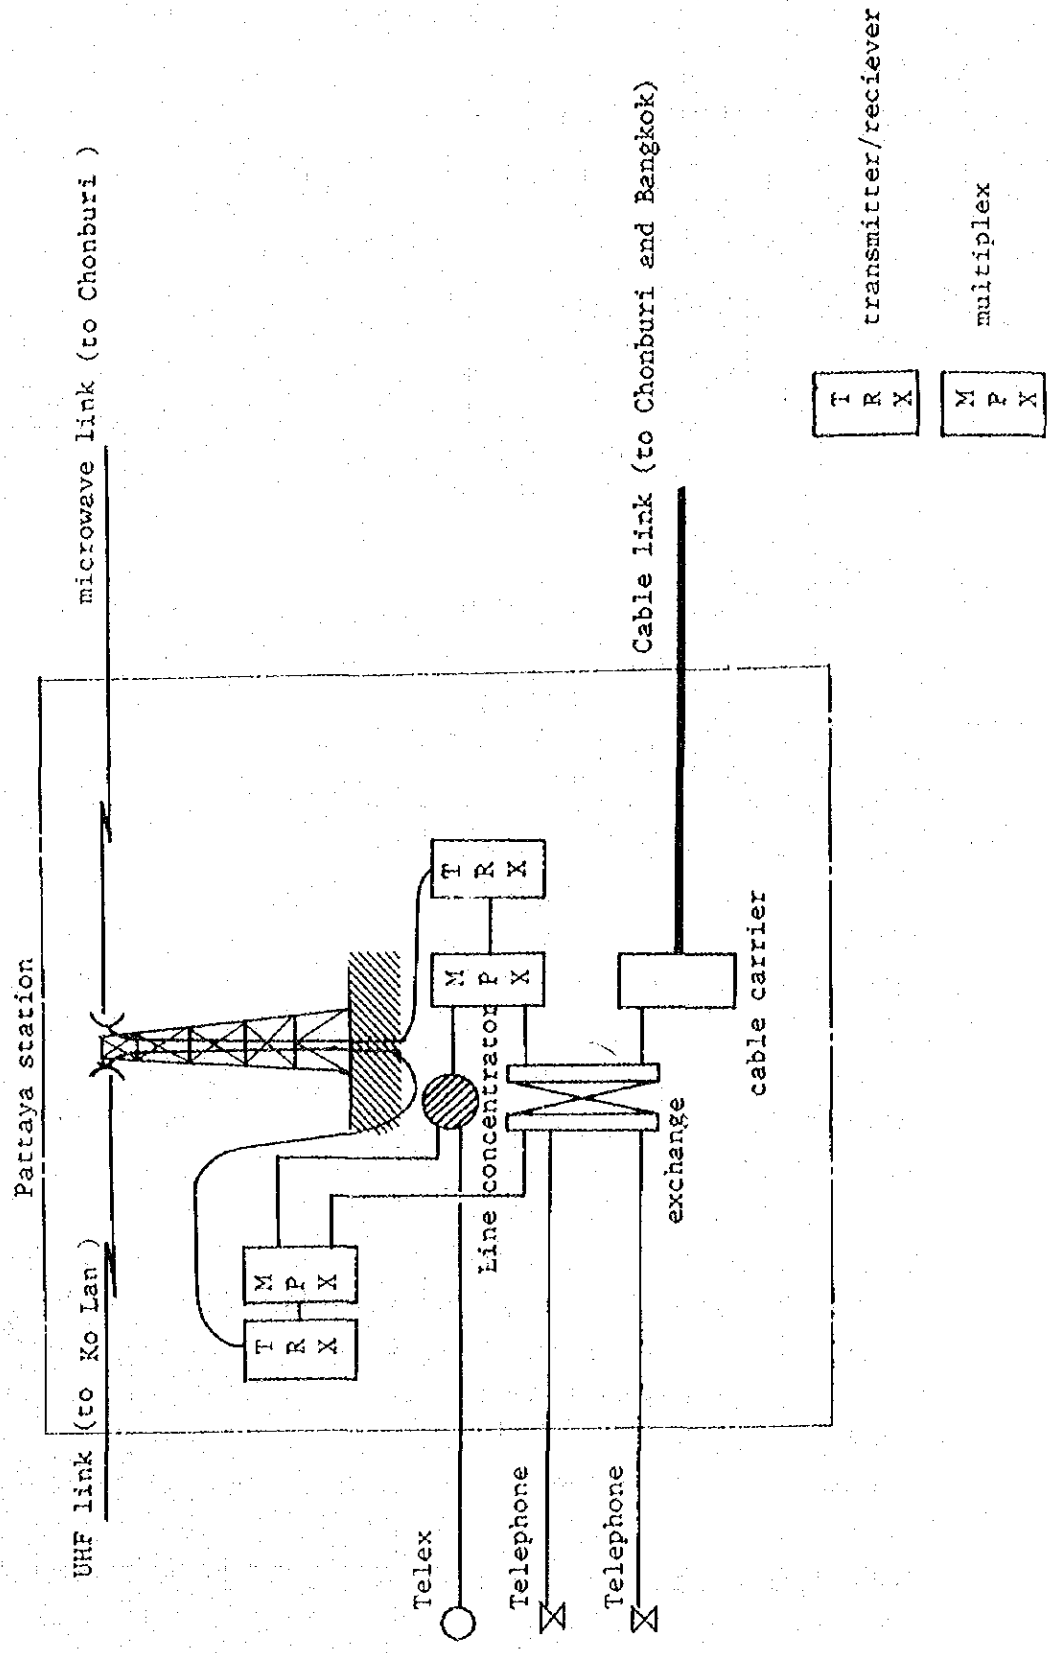 Pattaya station
UHF link (to Ko Lan)
microwave link (to Chonburi )
T
R
X
M
P
X
M
P
X
T
R
X
Telex
Line concentrator
Telephone
Cable link (to Chonburi and Bangkok)
Telephone
exchange
cable carrier
T
R
X
transmitter/reciever
M
P
X
multiplex